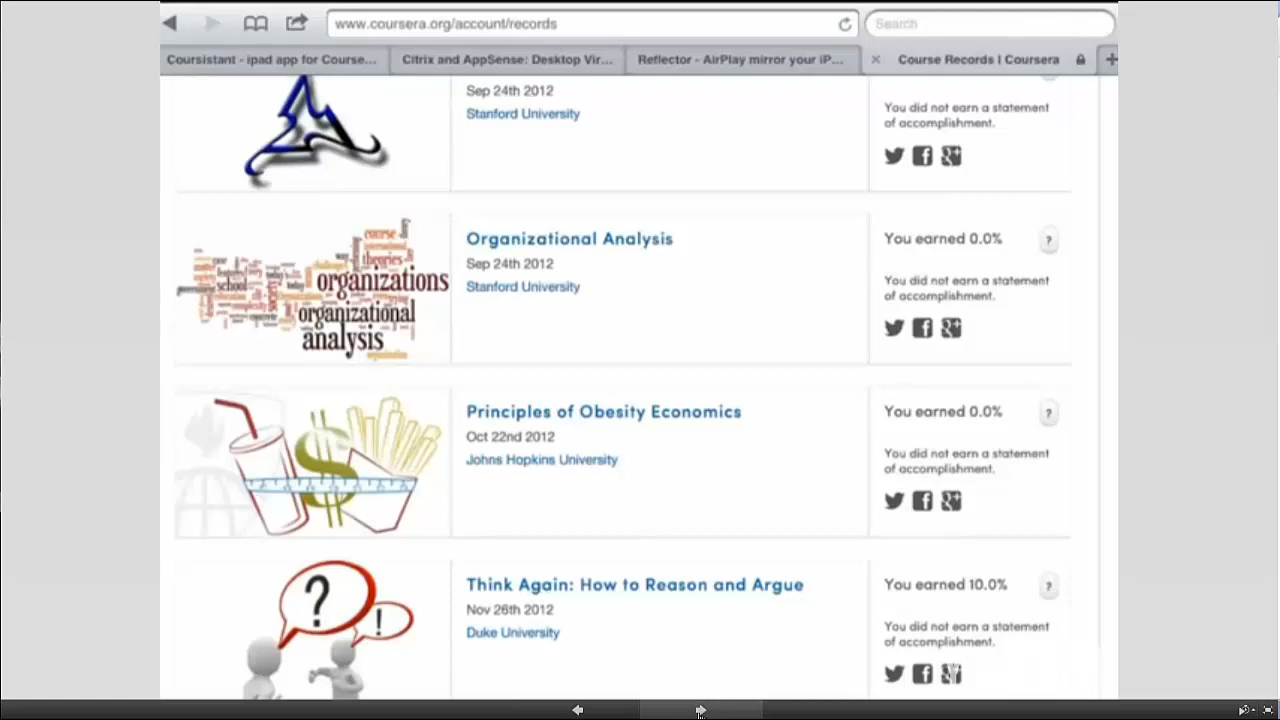 www.coursera.org/account/records
Search
Coursistant - ipad app for Course...
Citrix and AppSense: Desktop Vir...
Reflector - AirPlay mirror your iP...
Course Records | Coursera
Sep 24th 2012
Stanford University
You did not earn a statement
of accomplishment.
course
theories
organizations
school
society
organizational
analysis
Organizational Analysis
Sep 24th 2012
Stanford University
You earned 0.0%
?
You did not earn a statement
of accomplishment.
$
Principles of Obesity Economics
Oct 22nd 2012
Johns Hopkins University
You earned 0.0%
?
You did not earn a statement
of accomplishment.
?
!
Think Again: How to Reason and Argue
Nov 26th 2012
Duke University
You earned 10.0%
?
You did not earn a statement
of accomplishment.